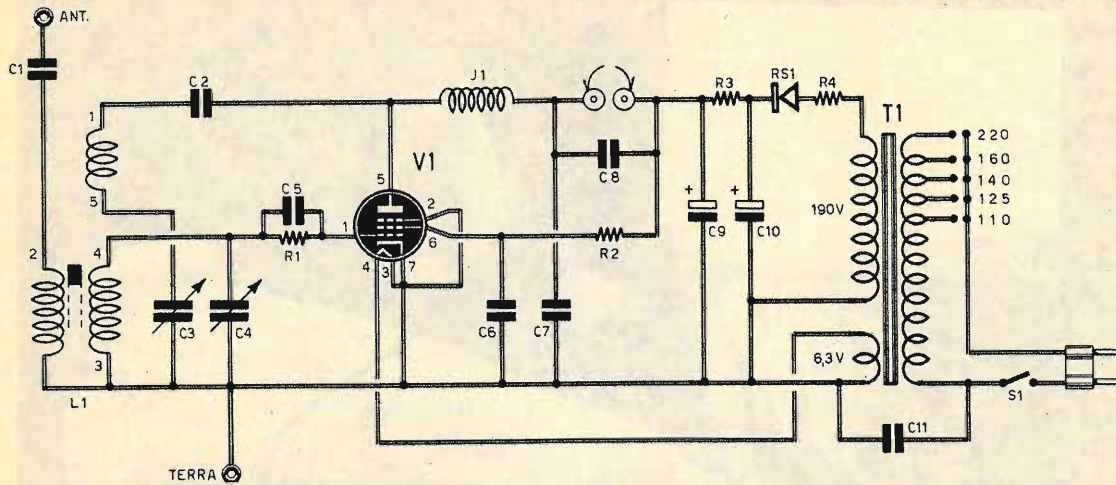 ANT.
C1
C2
J1
R3
RS1
R4
T1
1
5
C5
R1
V1
5
1
2
6
4
3
7
C8
R2
+
C9
+
C10
190V
220
160
140
125
110
2
4
3
L1
C3
C4
C6
C7
6,3V
S1
C11
TERRA